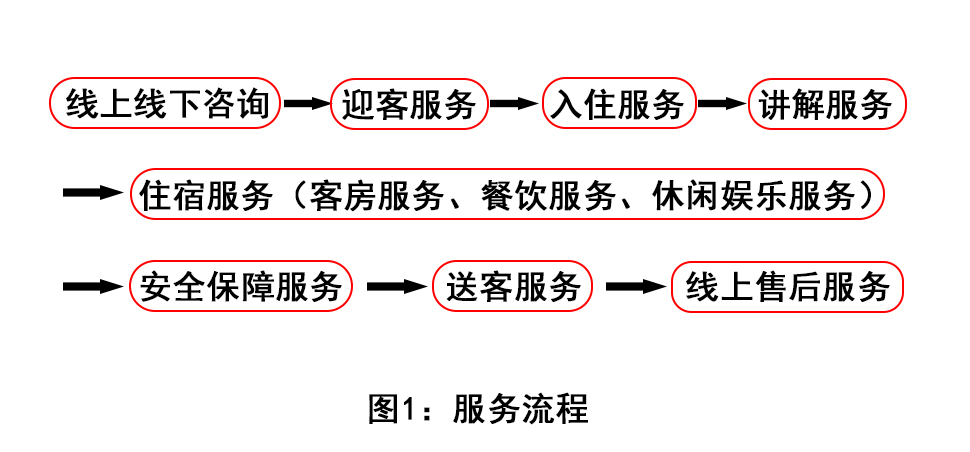 线上线下咨询 迎客服务 入住服务 讲解服务
住宿服务（客房服务、餐饮服务、休闲娱乐服务）
安全保障服务 送客服务 线上售后服务
图1：服务流程